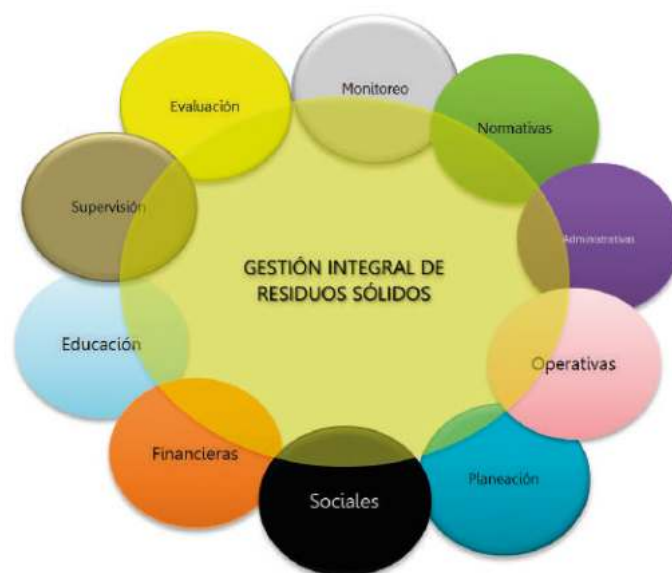 Monitoreo
Normativas
Administrativas
Operativas
Planeación
Sociales
Financieras
Educación
Supervisión
Evaluación
GESTIÓN INTEGRAL DE
RESIDUOS SÓLIDOS